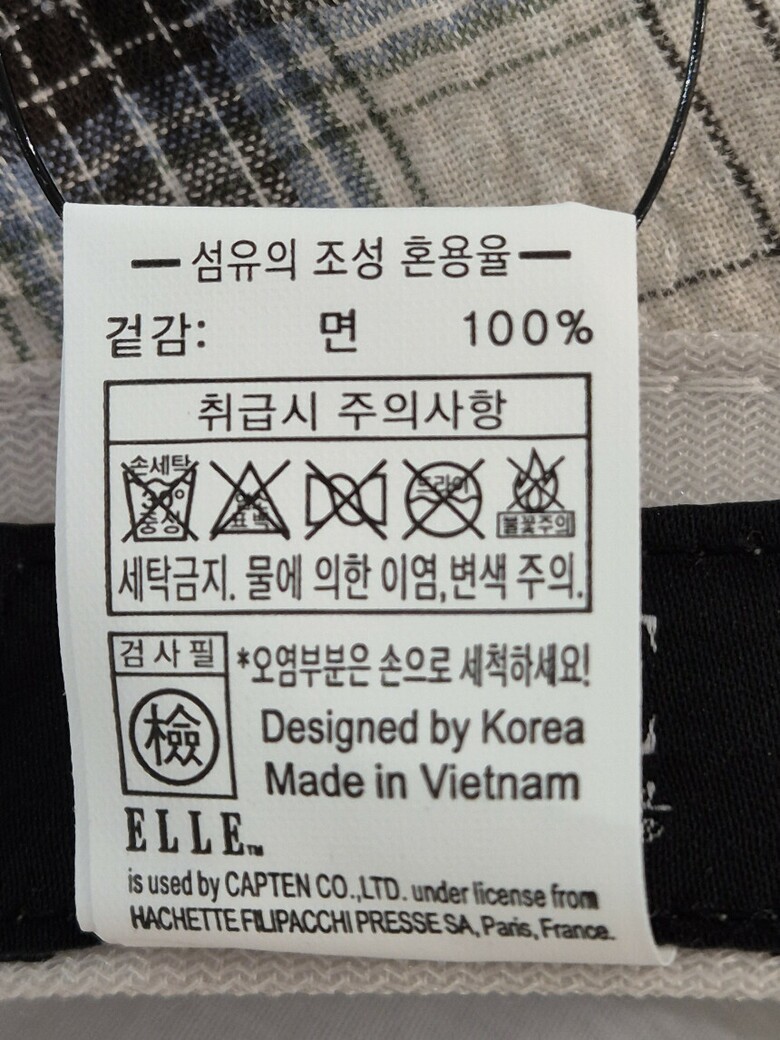 섬유의 조성 혼용율
겉감: 면 100%
취급시 주의사항
손세탁
30°
중성
염소
표백
드라이
불꽃주의
세탁금지. 물에 의한 이염,변색 주의.
검사필
檢
*오염부분은 손으로 세척하세요!
Designed by Korea
Made in Vietnam
ELLE™
is used by CAPTEN CO.,LTD. under license from
HACHETTE FILIPACCHI PRESSE SA, Paris, France.